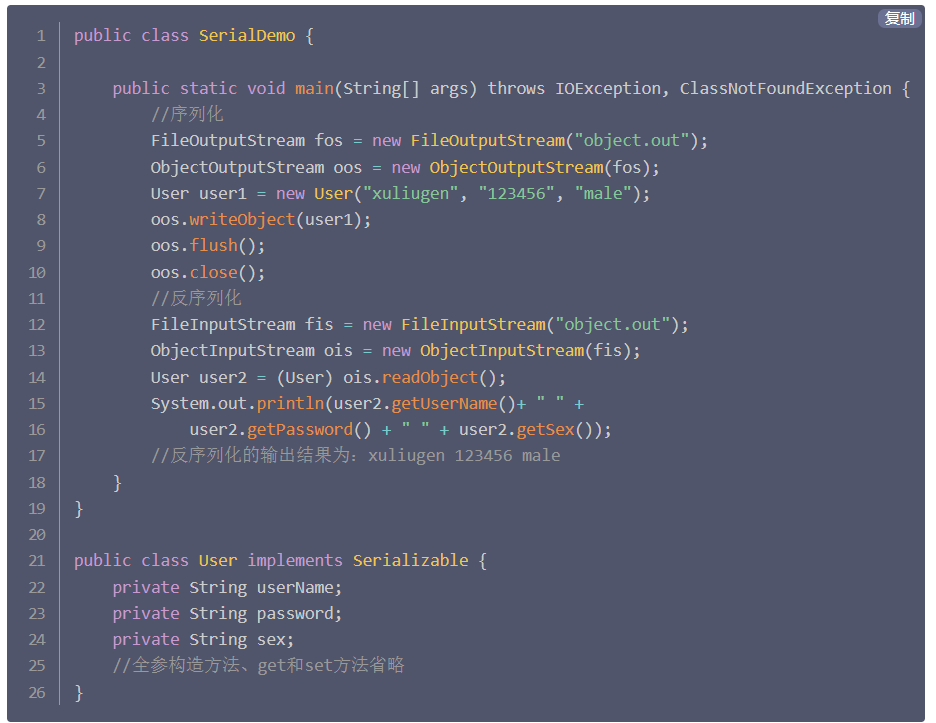 复制
1 public class SerialDemo {
2
3     public static void main(String[] args) throws IOException, ClassNotFoundException {
4         //序列化
5         FileOutputStream fos = new FileOutputStream("object.out");
6         ObjectOutputStream oos = new ObjectOutputStream(fos);
7         User user1 = new User("xuliugen", "123456", "male");
8         oos.writeObject(user1);
9         oos.flush();
10         oos.close();
11         //反序列化
12         FileInputStream fis = new FileInputStream("object.out");
13         ObjectInputStream ois = new ObjectInputStream(fis);
14         User user2 = (User) ois.readObject();
15         System.out.println(user2.getUserName()+ " " +
16             user2.getPassword() + " " + user2.getSex());
17         //反序列化的输出结果为：xuliugen 123456 male
18     }
19 }
20
21 public class User implements Serializable {
22     private String userName;
23     private String password;
24     private String sex;
25     //全参构造方法、get和set方法省略
26 }